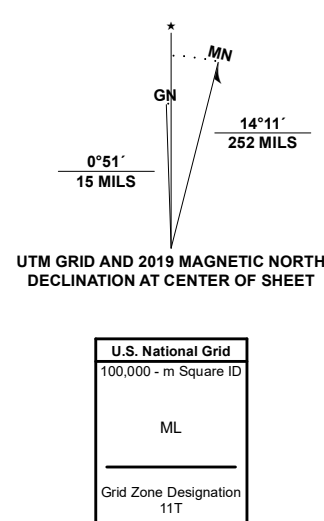 MN
GN
14°11´
252 MILS
0°51´
15 MILS
UTM GRID AND 2019 MAGNETIC NORTH
DECLINATION AT CENTER OF SHEET
U.S. National Grid
100,000 - m Square ID
ML
Grid Zone Designation
11T